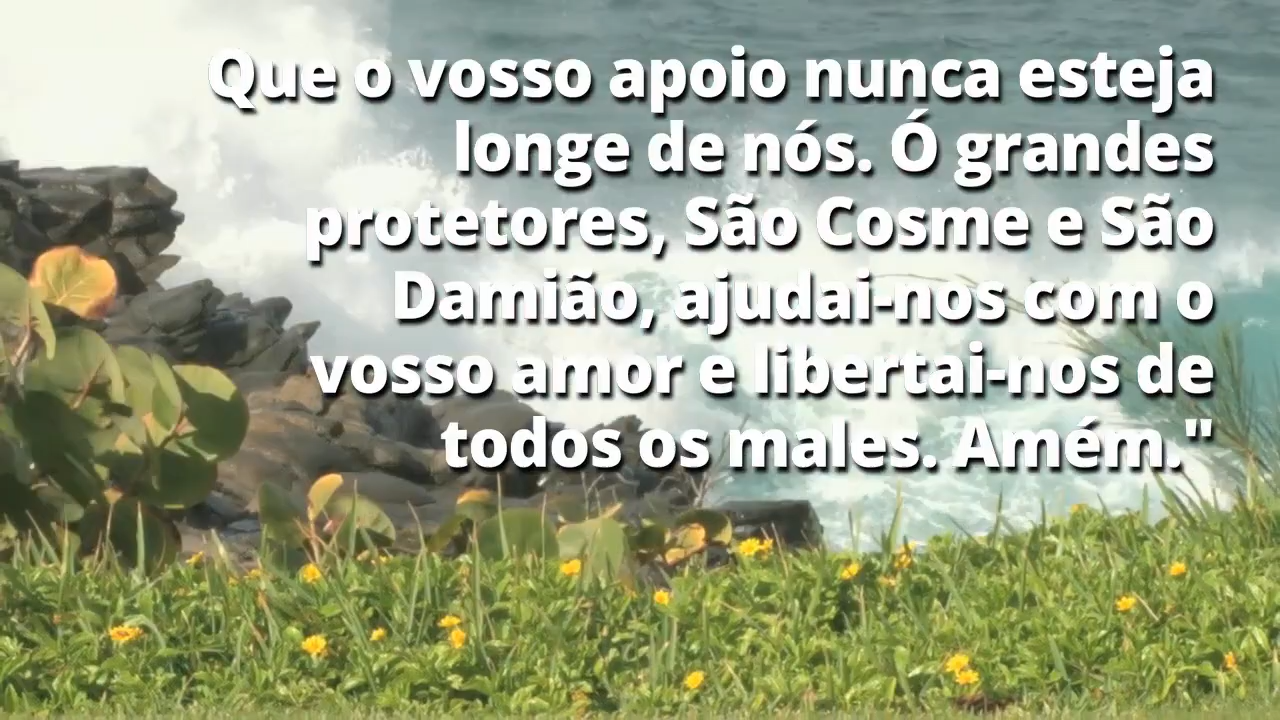 Que o vosso apoio nunca esteja
longe de nós. Ó grandes
protetores, São Cosme e São
Damião, ajudai-nos com o
vosso amor e libertai-nos de
todos os males. Amém."